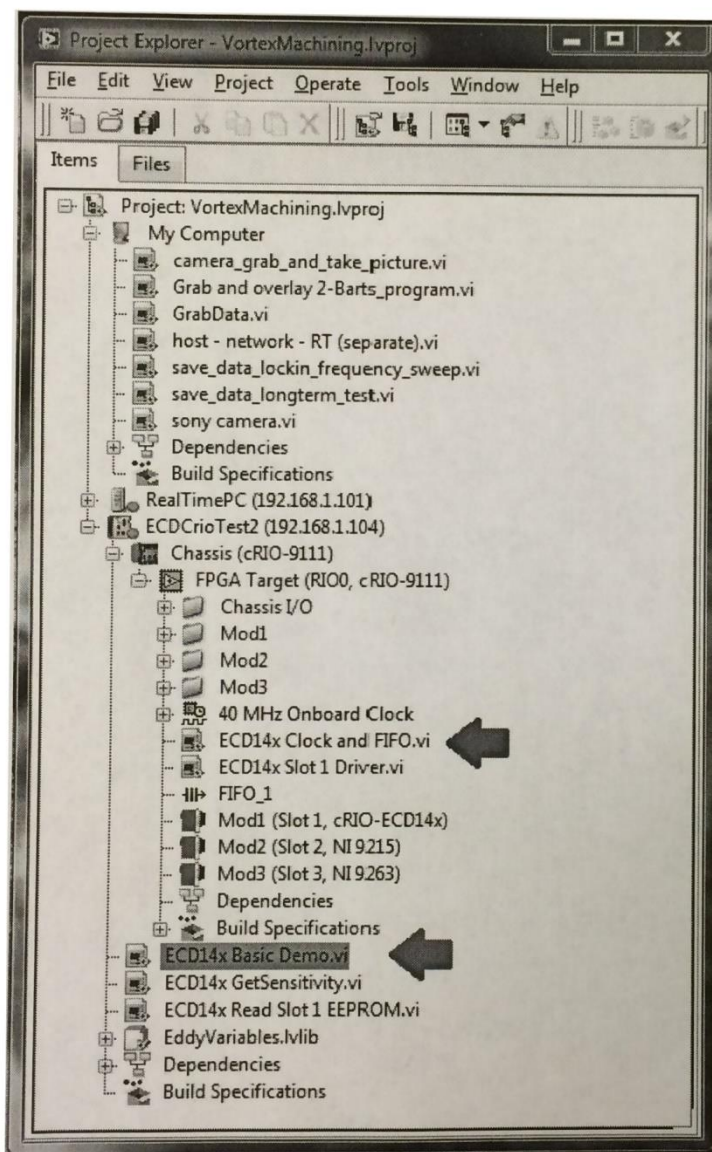 Project Explorer - VortexMachining.lvproj
File Edit View Project Operate Tools Window Help
Items Files
Project: VortexMachining.lvproj
My Computer
camera_grab_and_take_picture.vi
Grab and overlay 2-Barts_program.vi
GrabData.vi
host - network - RT (separate).vi
save_data_lockin_frequency_sweep.vi
save_data_longterm_test.vi
sony camera.vi
Dependencies
Build Specifications
RealTimePC (192.168.1.101)
ECDCrioTest2 (192.168.1.104)
Chassis (cRIO-9111)
FPGA Target (RIO0, cRIO-9111)
Chassis I/O
Mod1
Mod2
Mod3
40 MHz Onboard Clock
ECD14x Clock and FIFO.vi
ECD14x Slot 1 Driver.vi
FIFO_1
Mod1 (Slot 1, cRIO-ECD14x)
Mod2 (Slot 2, NI 9215)
Mod3 (Slot 3, NI 9263)
Dependencies
Build Specifications
ECD14x Basic Demo.vi
ECD14x GetSensitivity.vi
ECD14x Read Slot 1 EEPROM.vi
EddyVariables.lvlib
Dependencies
Build Specifications